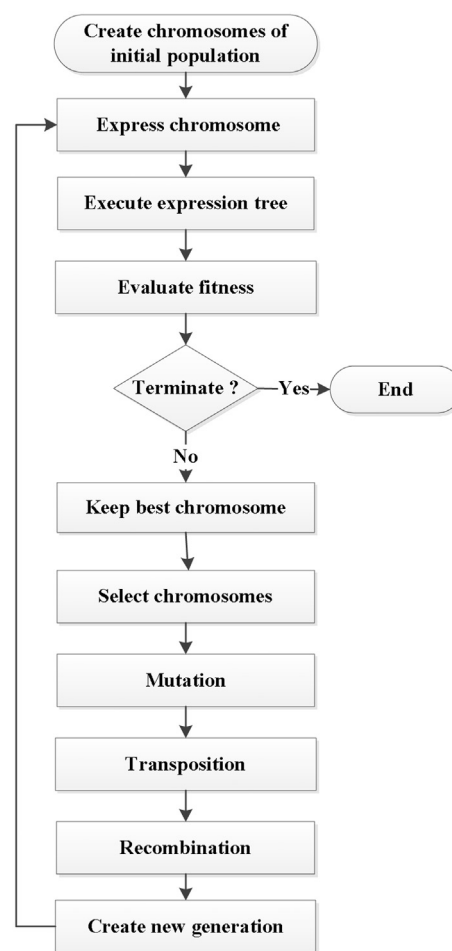 Create chromosomes of
initial population
Express chromosome
Execute expression tree
Evaluate fitness
Terminate ?
Yes
End
No
Keep best chromosome
Select chromosomes
Mutation
Transposition
Recombination
Create new generation